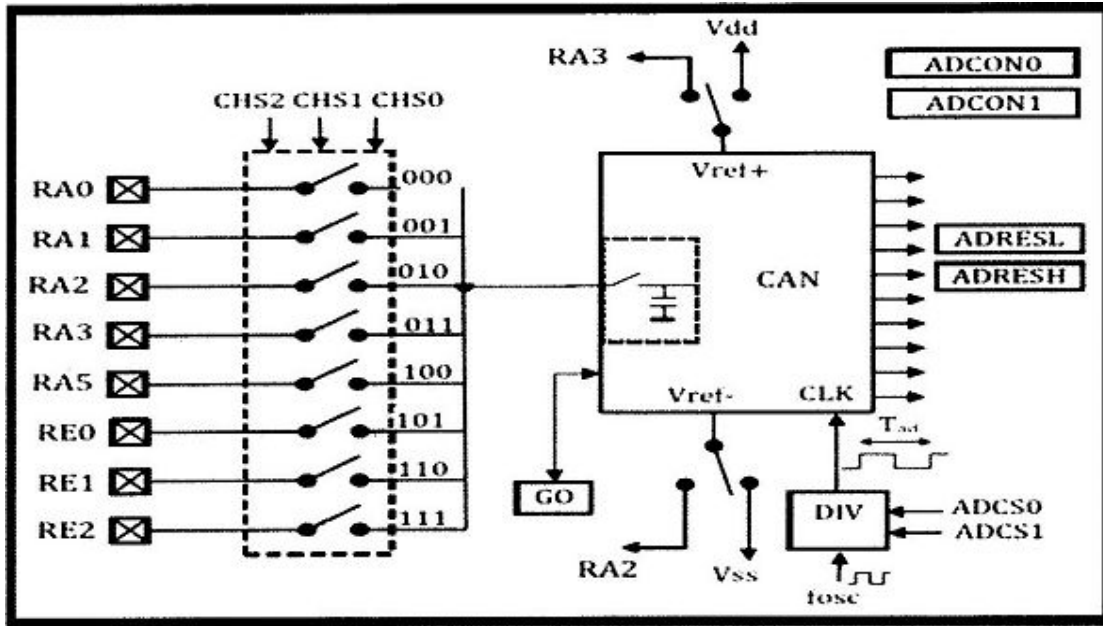 Vdd
RA3
ADCON0
ADCON1
CHS2 CHS1 CHS0
Vref+
RA0 000
RA1 001
RA2 010
RA3 011
RA5 100
RE0 101
RE1 110
RE2 111
CAN
ADRESL
ADRESH
Vref-
CLK
Tad
GO
DIV
ADCS0
ADCS1
RA2
Vss
fosc